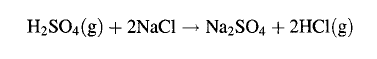 H₂SO₄(g) + 2NaCl → Na₂SO₄ + 2HCl(g)